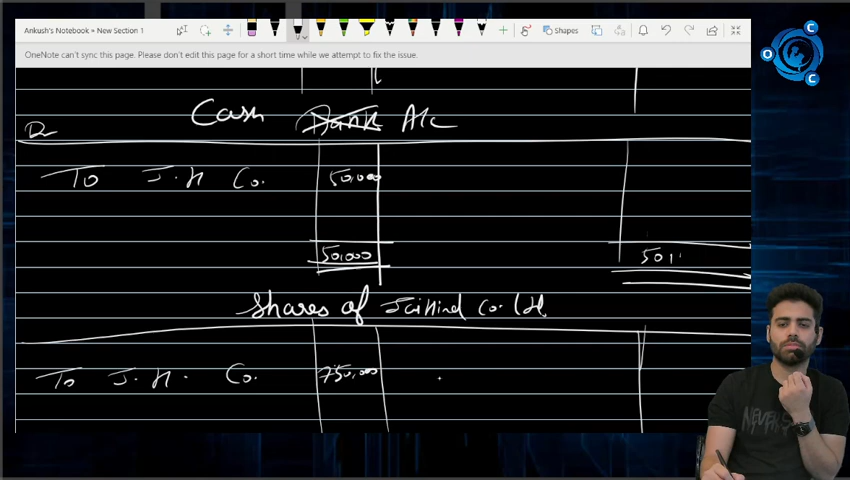 Ankush's Notebook » New Section 1
Shapes
OneNote can't sync this page. Please don't edit this page for a short time while we attempt to fix the issue.
C
O
C
Cash Bank A/c
Dr
To J.H Co. 50,000
50,000 50,
Shares of JaiHind Co. Ltd.
To J.H. Co. 750,000
NEVER